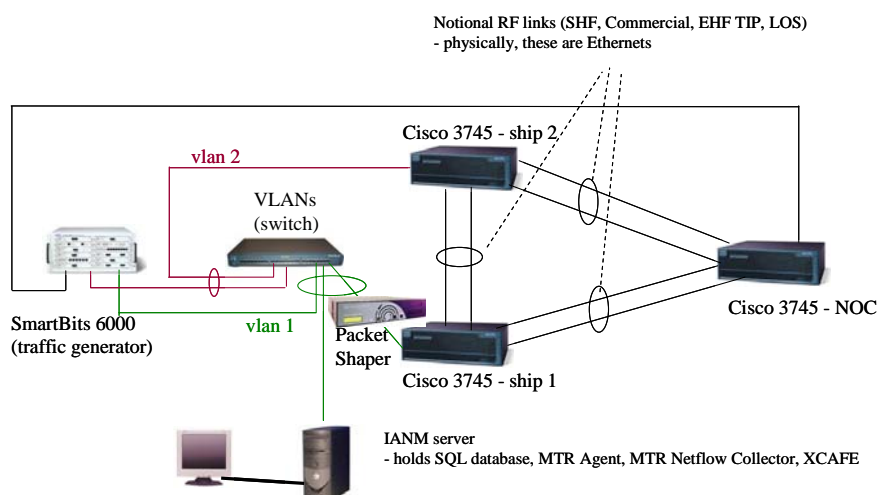 Notional RF links (SHF, Commercial, EHF TIP, LOS)
- physically, these are Ethernets
Cisco 3745 - ship 2
vlan 2
VLANs
(switch)
Cisco 3745 - NOC
SmartBits 6000
(traffic generator)
vlan 1
Packet
Shaper
Cisco 3745 - ship 1
IANM server
- holds SQL database, MTR Agent, MTR Netflow Collector, XCAFE